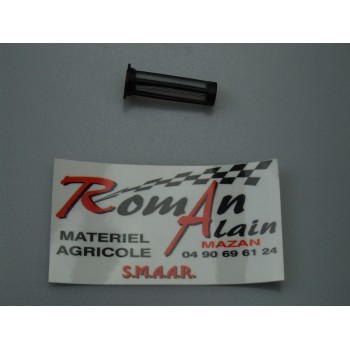 Roman
Alain
MATERIEL
AGRICOLE
MAZAN
04 90 69 61 24
S.M.A.A.R.